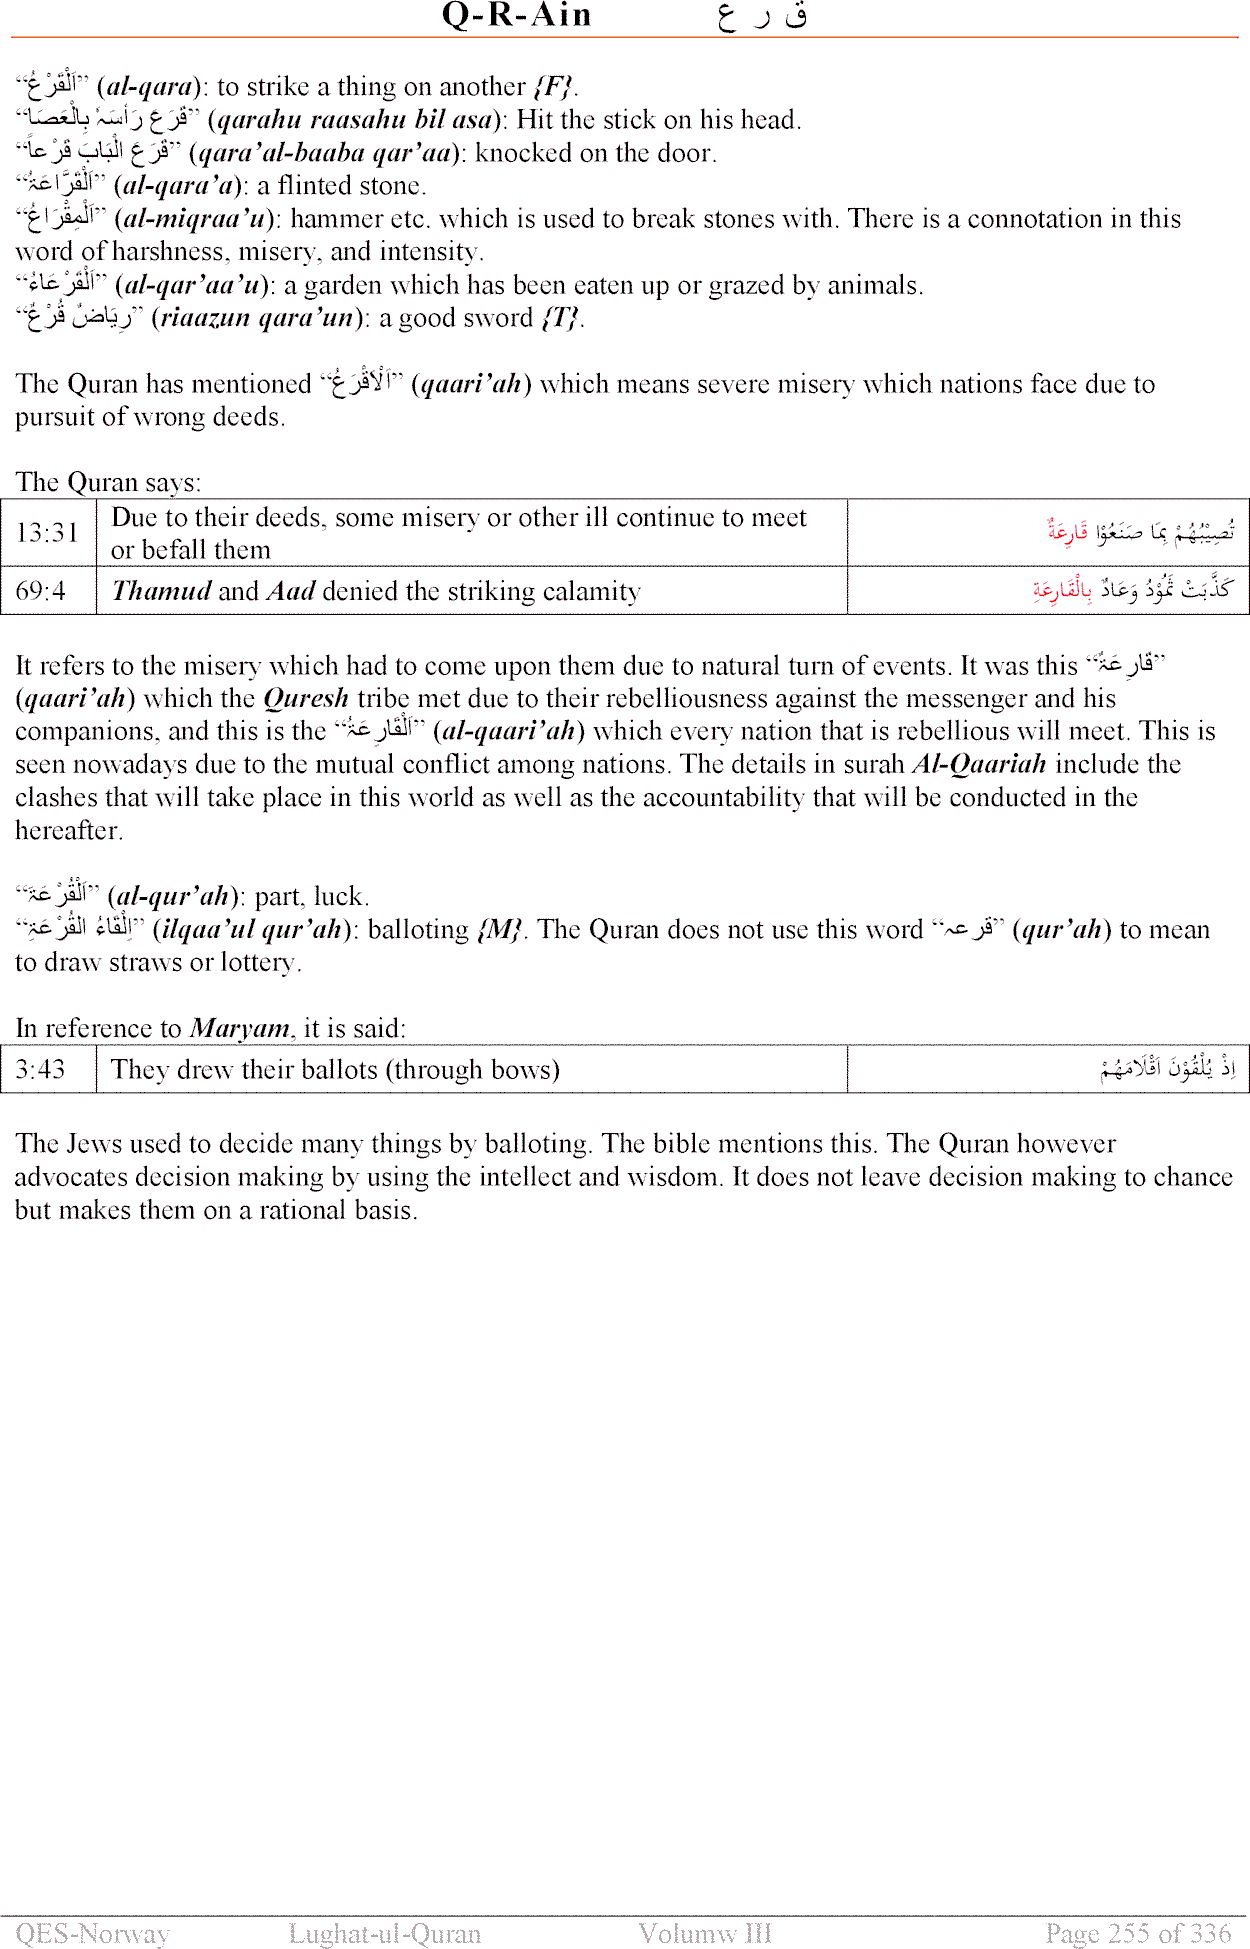 Q-R-Ain ق ر ع
“اَلْقَرْعُ” (al-qara): to strike a thing on another {F}.
“قَرَعَ رَأسَہٗ بِالْعَصَا” (qarahu raasahu bil asa): Hit the stick on his head.
“قَرَعَ الْبَابَ قَرْعاً” (qara’al-baaba qar’aa): knocked on the door.
“اَلْقَرَّاعَۃُ” (al-qara’a): a flinted stone.
“اَلْمِقْرَاعُ” (al-miqraa’u): hammer etc. which is used to break stones with. There is a connotation in this
word of harshness, misery, and intensity.
“اَلْقَرْعَاءُ” (al-qar’aa’u): a garden which has been eaten up or grazed by animals.
“رِيَاضٌ قُرْعٌ” (riaazun qara’un): a good sword {T}.
The Quran has mentioned “اَلْاَقْرَعُ” (qaari’ah) which means severe misery which nations face due to
pursuit of wrong deeds.
The Quran says:
13:31 Due to their deeds, some misery or other ill continue to meet
or befall them تُصِيْبُهُمْ بِمَا صَنَعُوْا قَارِعَةٌ
69:4 Thamud and Aad denied the striking calamity كَذَّبَتْ ثَمُوْدُ وَعَادٌ بِالْقَارِعَةِ
It refers to the misery which had to come upon them due to natural turn of events. It was this “قَارِعَۃٌ”
(qaari’ah) which the Quresh tribe met due to their rebelliousness against the messenger and his
companions, and this is the “اَلْقَارِعَۃُ” (al-qaari’ah) which every nation that is rebellious will meet. This is
seen nowadays due to the mutual conflict among nations. The details in surah Al-Qaariah include the
clashes that will take place in this world as well as the accountability that will be conducted in the
hereafter.
“اَلْقُرْعَۃ” (al-qur’ah): part, luck.
“اِلْقَاءُ الْقُرْعَۃِ” (ilqaa’ul qur’ah): balloting {M}. The Quran does not use this word “قرعہ” (qur’ah) to mean
to draw straws or lottery.
In reference to Maryam, it is said:
3:43 They drew their ballots (through bows) اِذْ يُلْقُوْنَ اَقْلَامَهُمْ
The Jews used to decide many things by balloting. The bible mentions this. The Quran however
advocates decision making by using the intellect and wisdom. It does not leave decision making to chance
but makes them on a rational basis.
QES-Norway Lughat-ul-Quran Volumw III Page 255 of 336